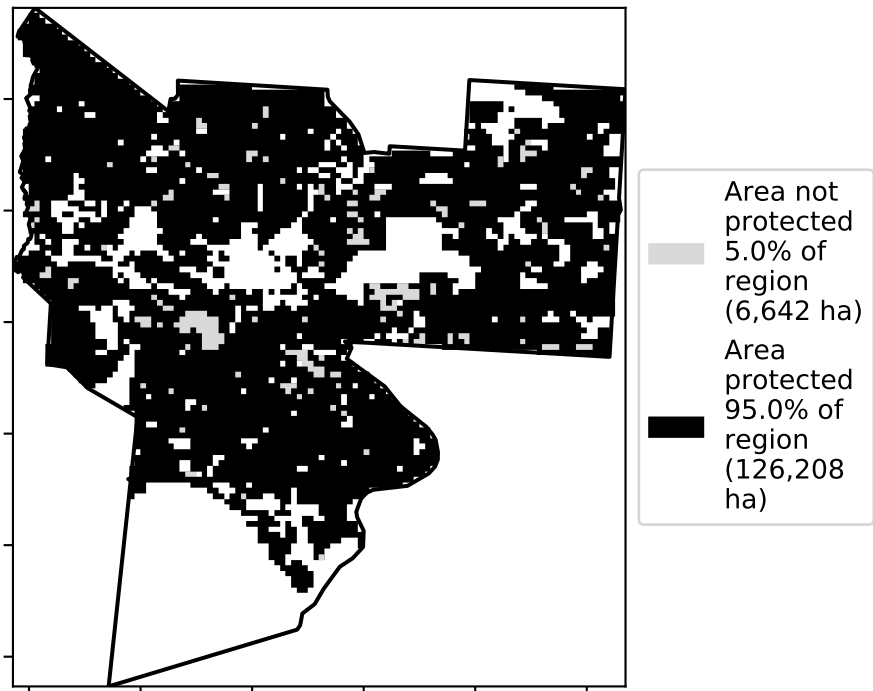 Area not
protected
5.0% of
region
(6,642 ha)
Area
protected
95.0% of
region
(126,208
ha)